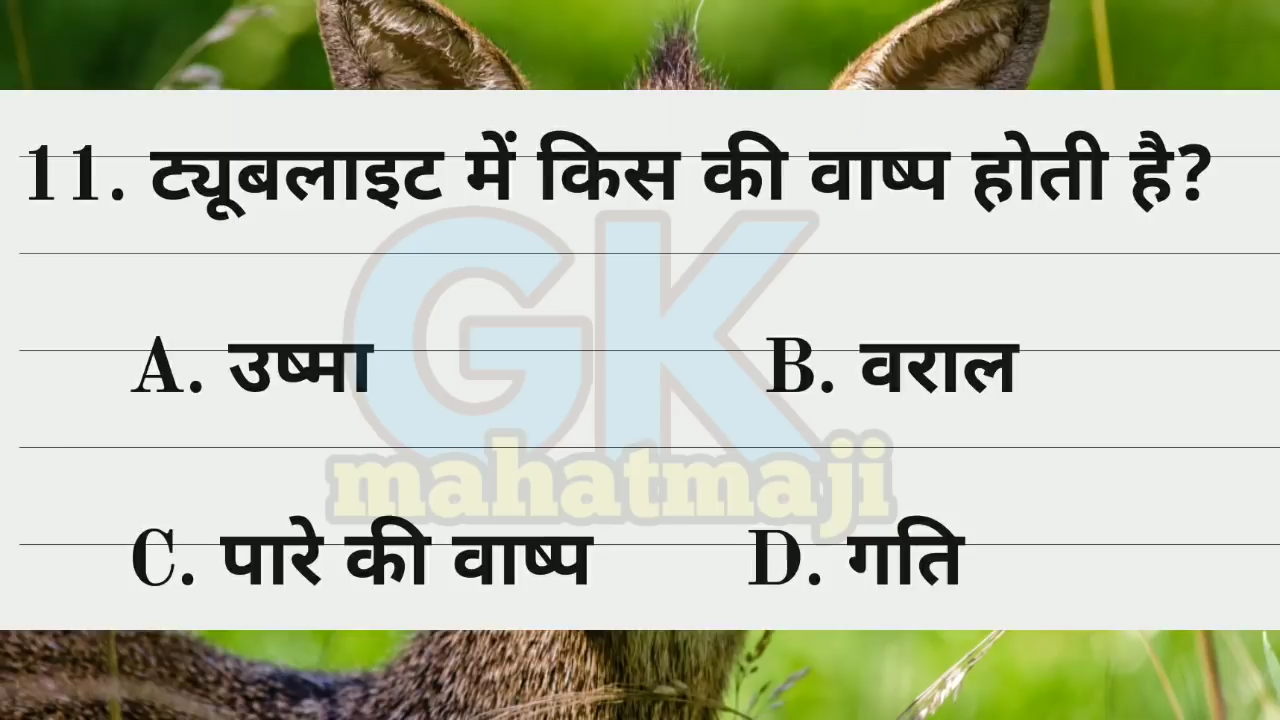 11. ट्यूबलाइट में किस की वाष्प होती है?
GK
A. उष्मा B. वराल
mahatmaji
C. पारे की वाष्प D. गति